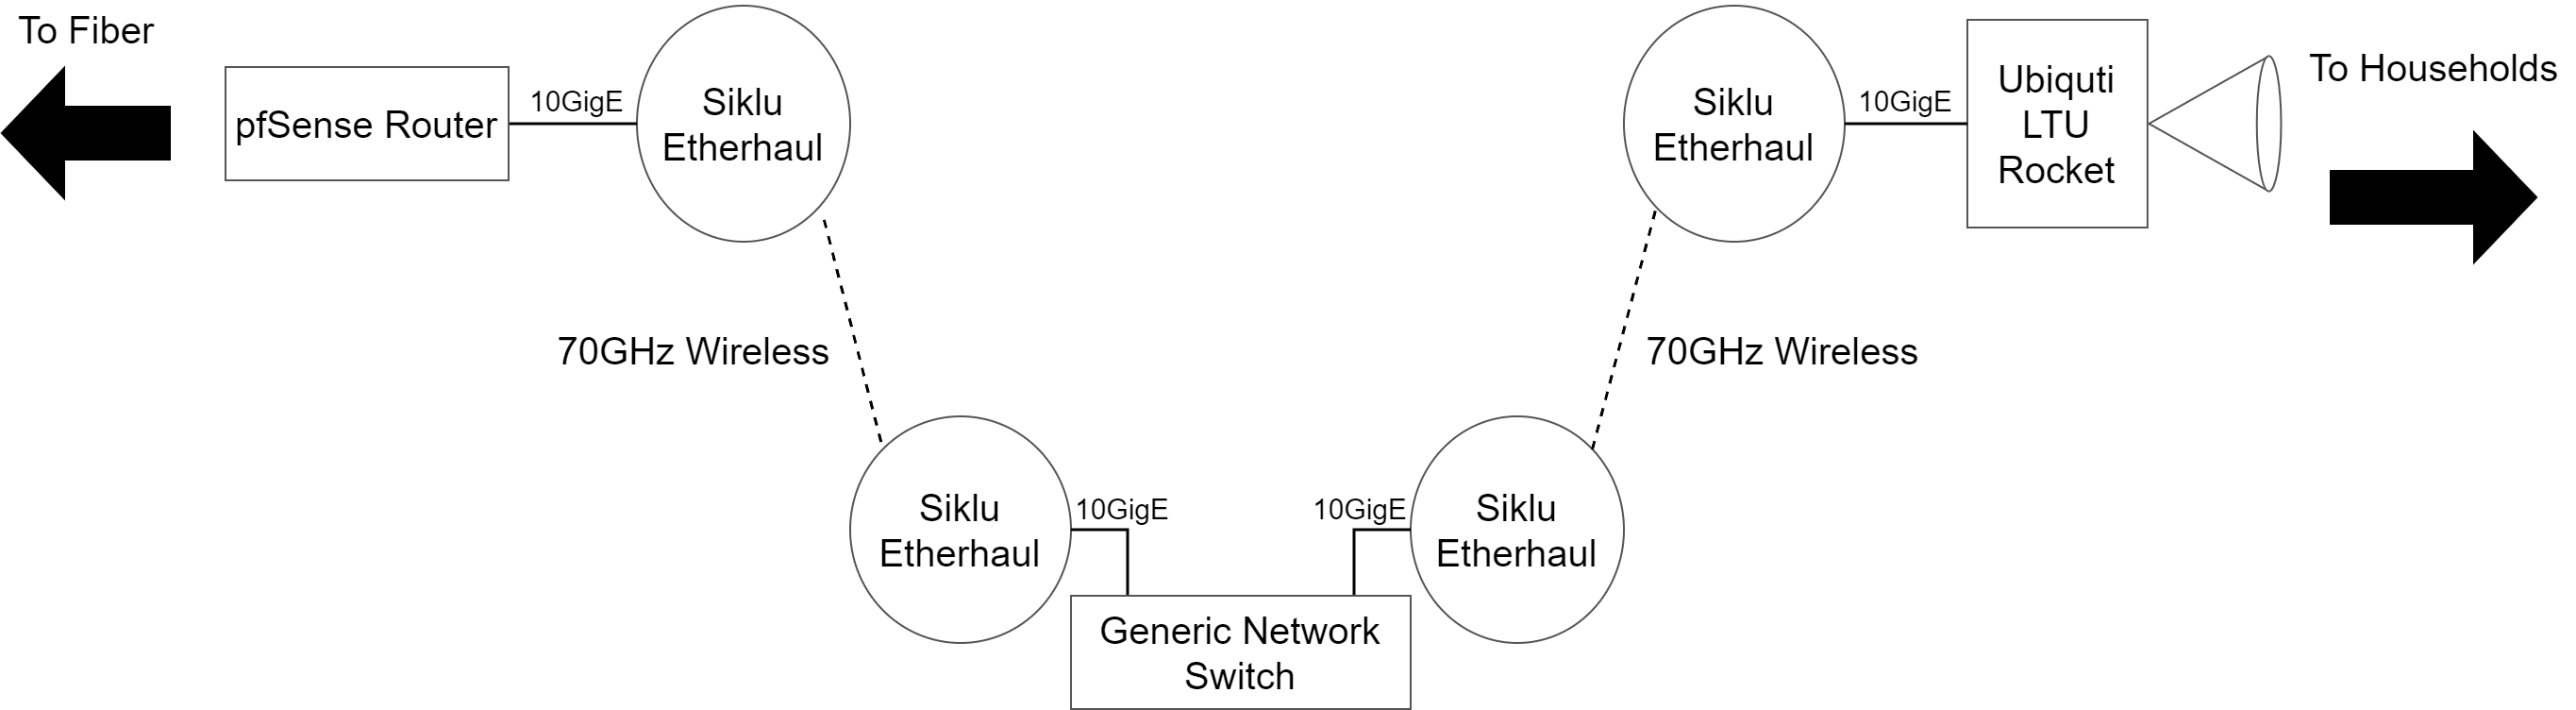 To Fiber
pfSense Router
10GigE
Siklu
Etherhaul
70GHz Wireless
Siklu
Etherhaul
10GigE
Generic Network
Switch
10GigE
Siklu
Etherhaul
70GHz Wireless
Siklu
Etherhaul
10GigE
Ubiquti
LTU
Rocket
To Households